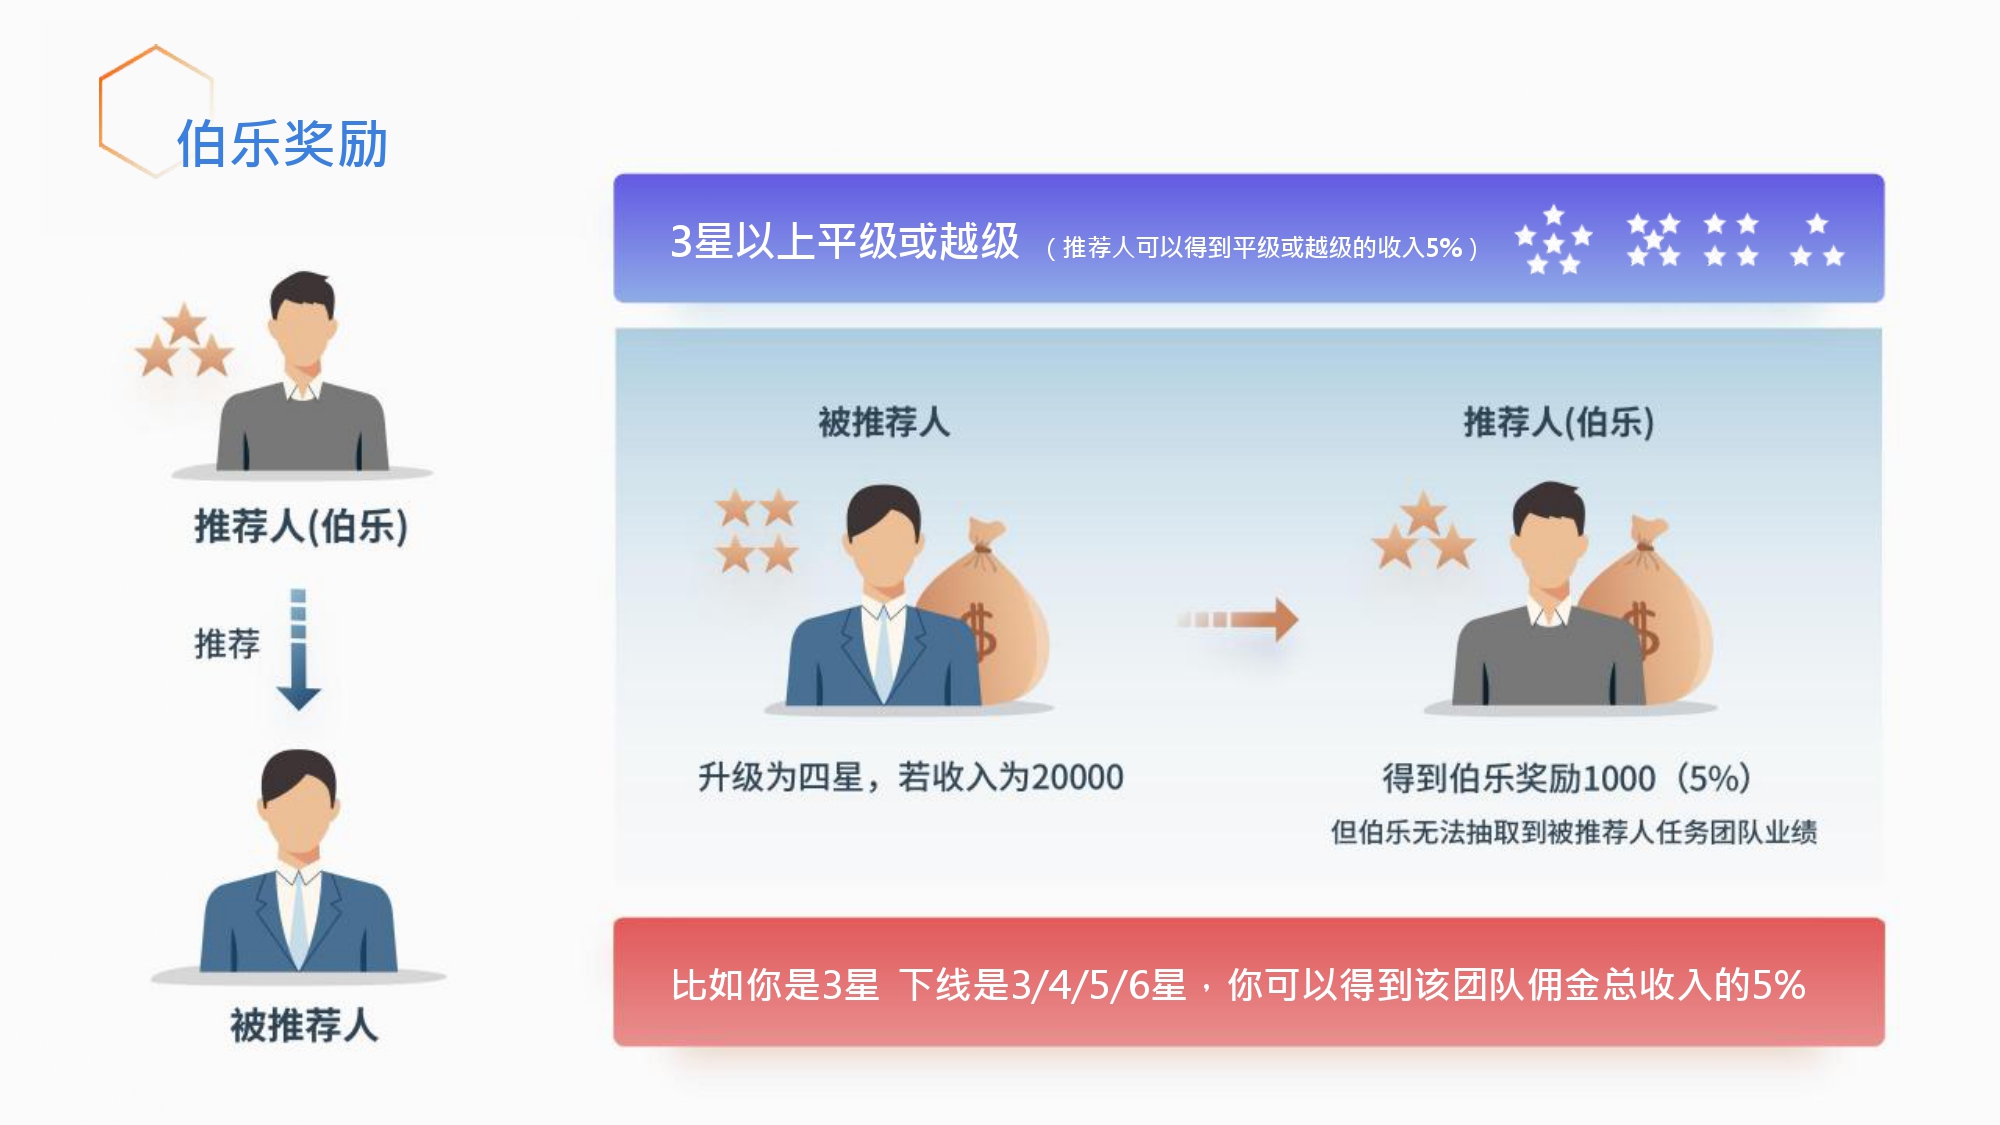 伯乐奖励
3星以上平级或越级（推荐人可以得到平级或越级的收入5%）
推荐人(伯乐)
推荐
被推荐人
被推荐人
$
升级为四星，若收入为20000
推荐人(伯乐)
$
得到伯乐奖励1000（5%）
但伯乐无法抽取到被推荐人任务团队业绩
比如你是3星 下线是3/4/5/6星，你可以得到该团队佣金总收入的5%